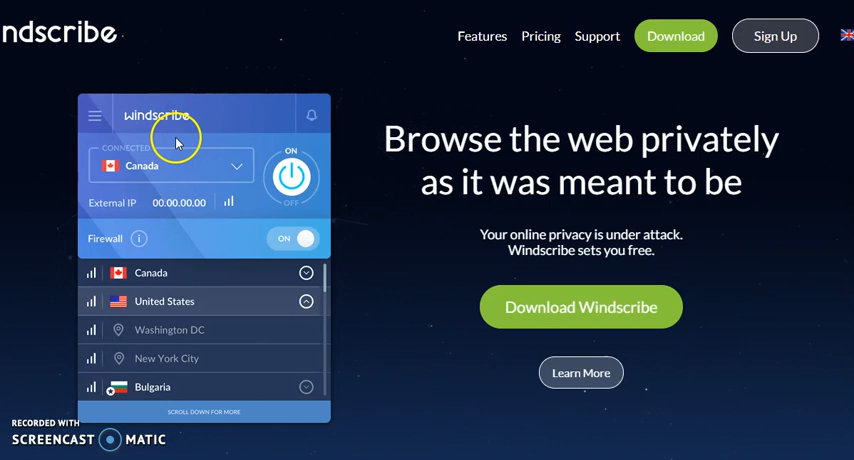 ndscribe
Features Pricing Support Download Sign Up
windscribe
CONNECTED
Canada
ON
OFF
External IP 00.00.00.00
Firewall i ON
Canada
United States
Washington DC
New York City
Bulgaria
SCROLL DOWN FOR MORE
Browse the web privately
as it was meant to be
Your online privacy is under attack.
Windscribe sets you free.
Download Windscribe
Learn More
RECORDED WITH
SCREENCAST MATIC